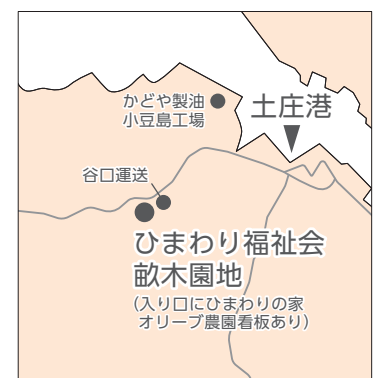 かどや製油
小豆島工場
土庄港
谷口運送
ひまわり福祉会
畝木園地
(入り口にひまわりの家
オリーブ農園看板あり)